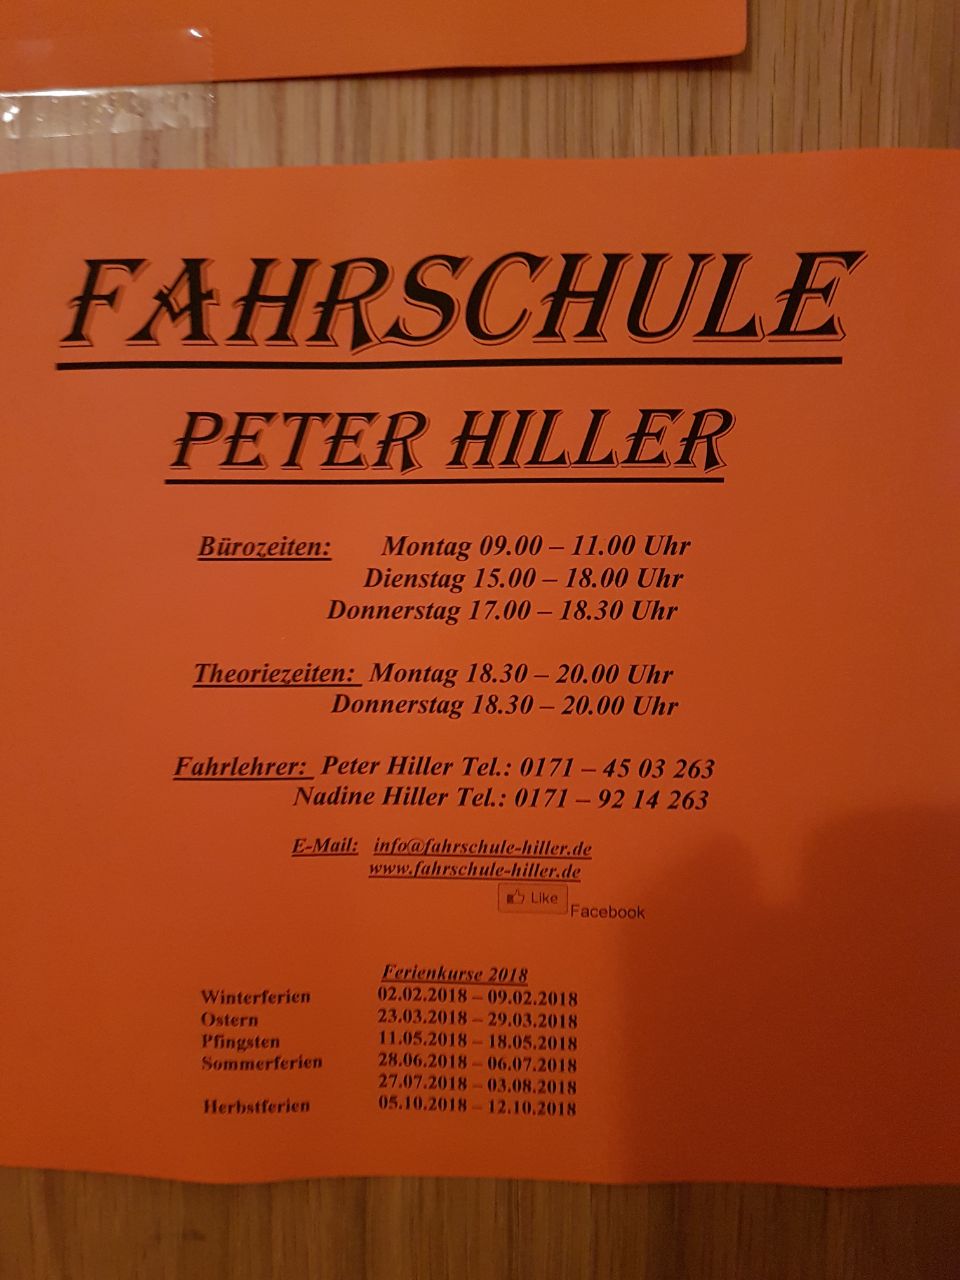 FAHRSCHULE
PETER HILLER
Bürozeiten: Montag 09.00 – 11.00 Uhr
Dienstag 15.00 – 18.00 Uhr
Donnerstag 17.00 – 18.30 Uhr
Theoriezeiten: Montag 18.30 – 20.00 Uhr
Donnerstag 18.30 – 20.00 Uhr
Fahrlehrer: Peter Hiller Tel.: 0171 – 45 03 263
Nadine Hiller Tel.: 0171 – 92 14 263
E-Mail: info@fahrschule-hiller.de
www.fahrschule-hiller.de
Like Facebook
Ferienkurse 2018
Winterferien 02.02.2018 – 09.02.2018
Ostern 23.03.2018 – 29.03.2018
Pfingsten 11.05.2018 – 18.05.2018
Sommerferien 28.06.2018 – 06.07.2018
27.07.2018 – 03.08.2018
Herbstferien 05.10.2018 – 12.10.2018